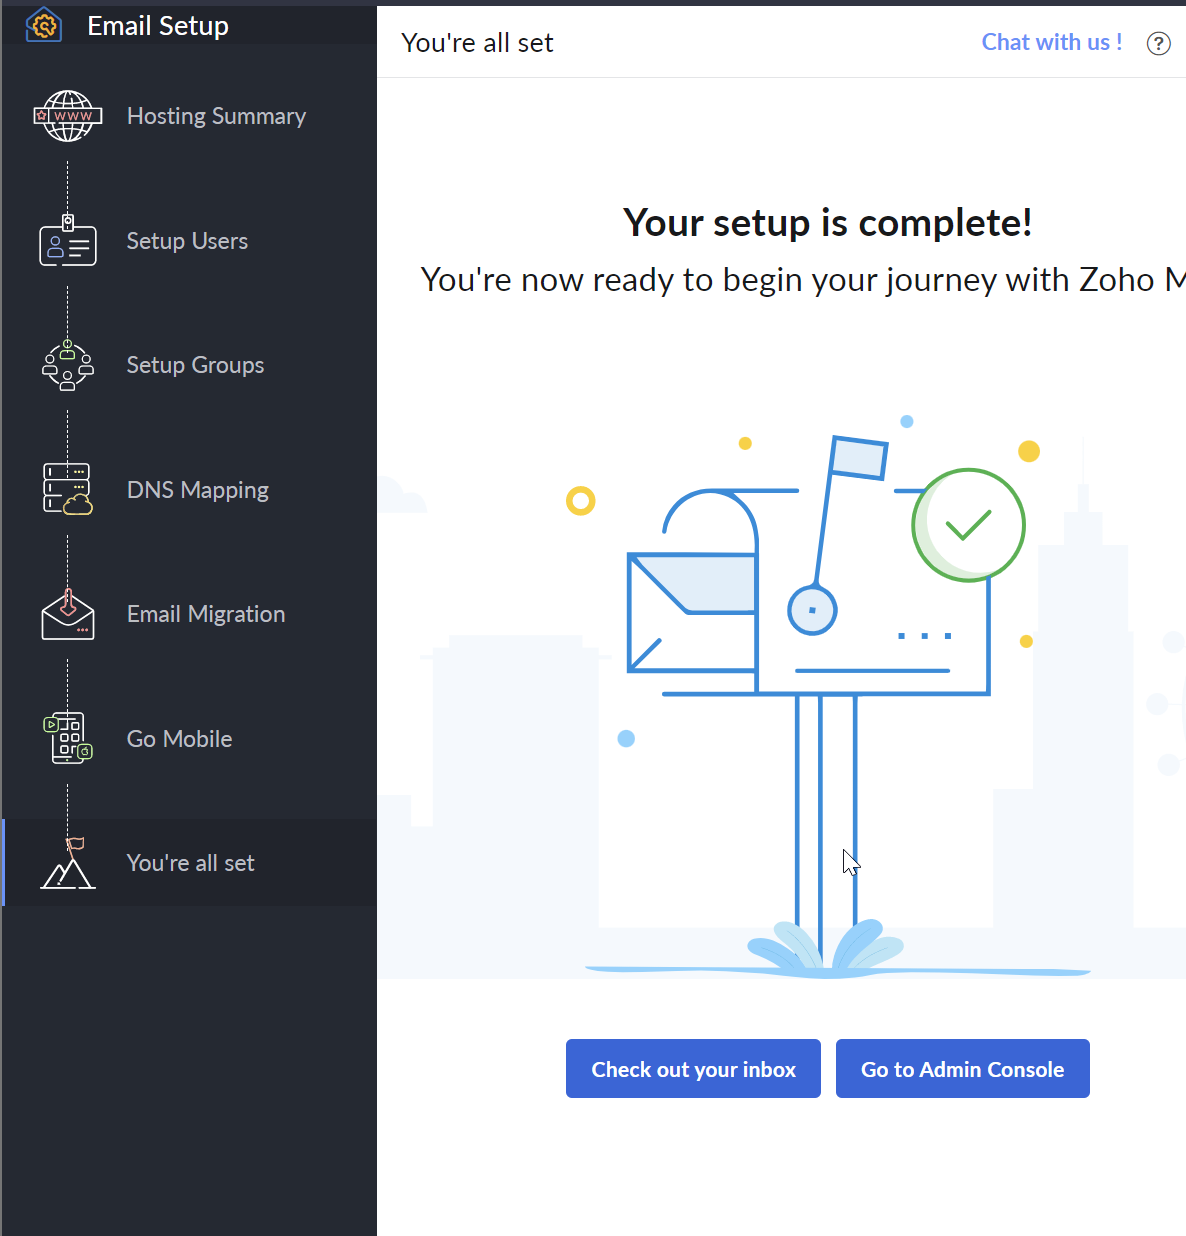 Email Setup
You're all set
Chat with us !
?
WWW
Hosting Summary
Setup Users
Setup Groups
DNS Mapping
Email Migration
Go Mobile
You're all set
Your setup is complete!
You're now ready to begin your journey with Zoho M
Check out your inbox
Go to Admin Console